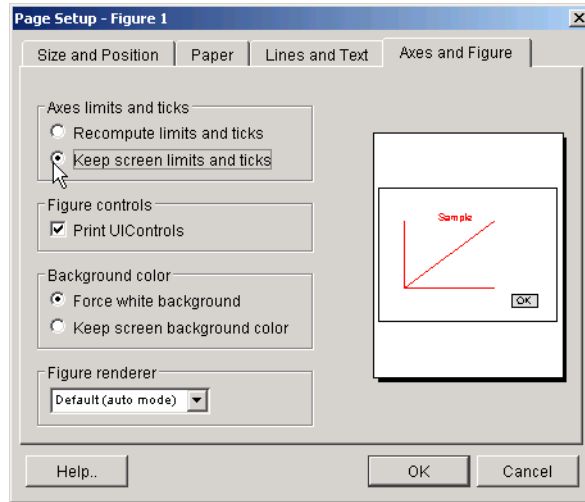 Page Setup - Figure 1
Size and Position
Paper
Lines and Text
Axes and Figure
Axes limits and ticks
Recompute limits and ticks
Keep screen limits and ticks
Figure controls
Print UIControls
Background color
Force white background
Keep screen background color
Figure renderer
Default (auto mode)
Sample
OK
Help..
OK
Cancel